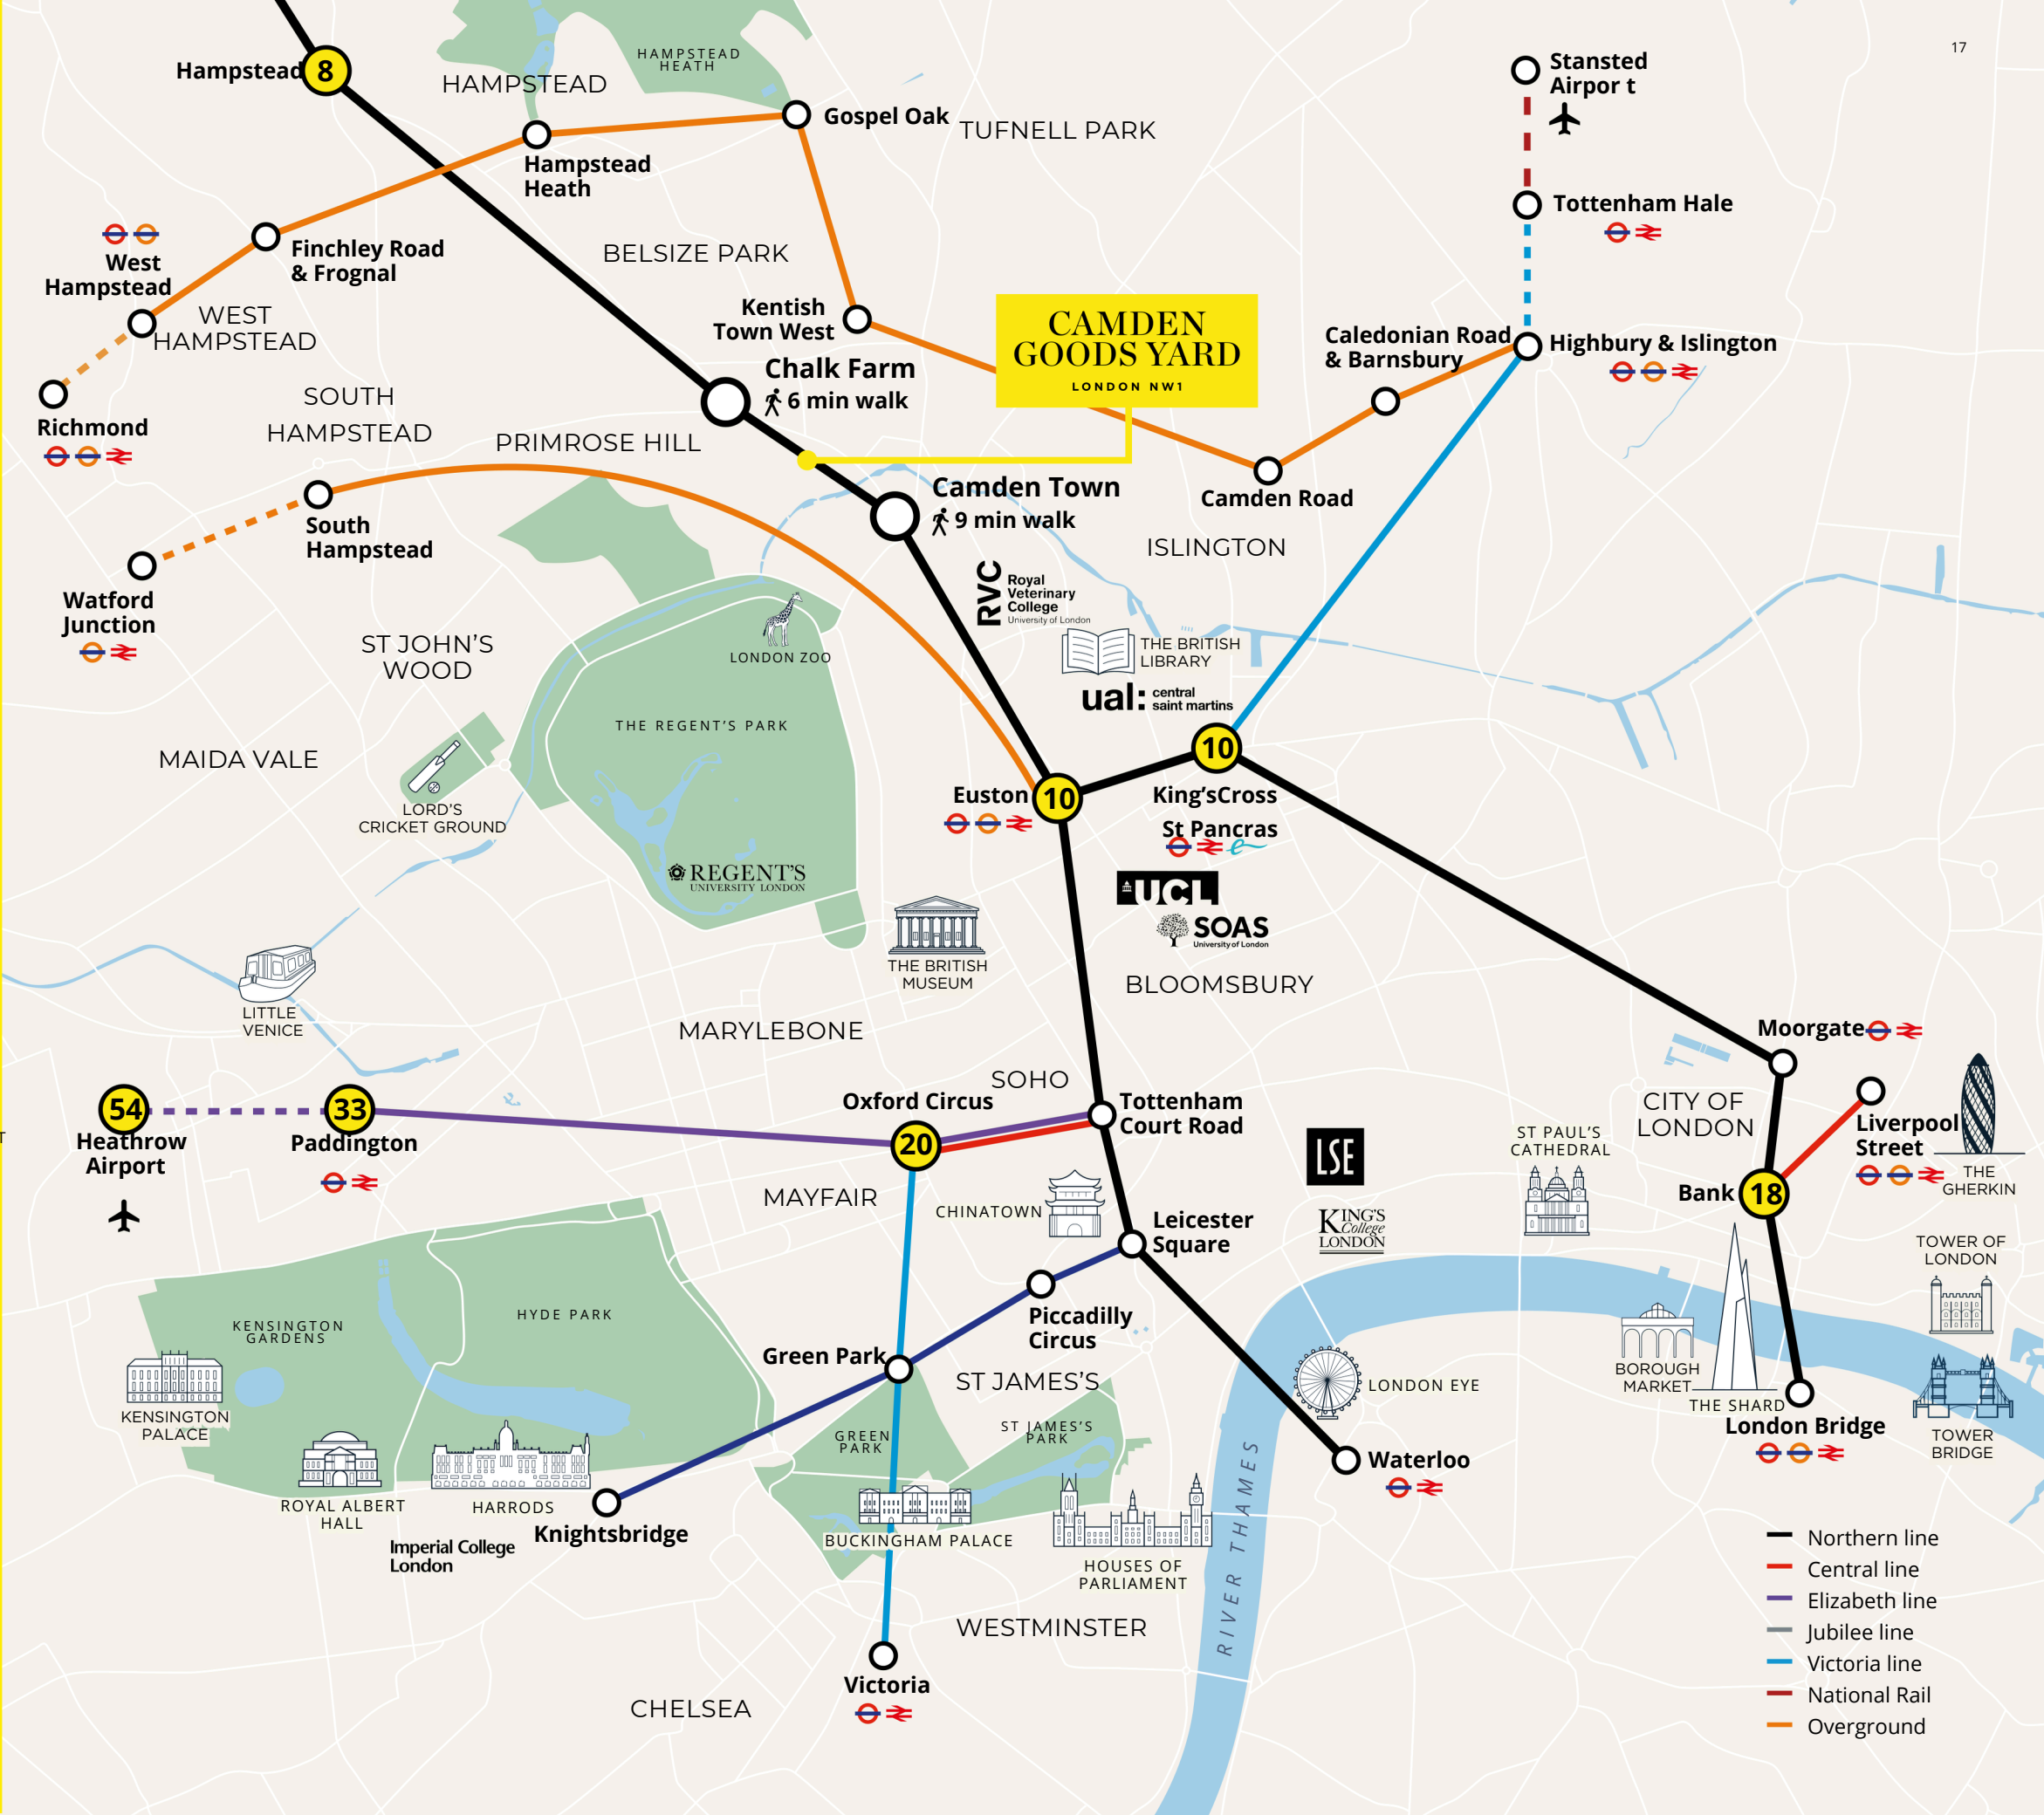 17
Hampstead
8
HAMPSTEAD
HAMPSTEAD
HEATH
Gospel Oak
TUFNELL PARK
Stansted
Airpor t
Hampstead
Heath
Tottenham Hale
West
Hampstead
Finchley Road
& Frognal
BELSIZE PARK
WEST
HAMPSTEAD
Kentish
Town West
CAMDEN
GOODS YARD
LONDON NW1
Caledonian Road
& Barnsbury
Highbury & Islington
Chalk Farm
6 min walk
Richmond
SOUTH
HAMPSTEAD
PRIMROSE HILL
Camden Town
9 min walk
Camden Road
South
Hampstead
ISLINGTON
Watford
Junction
RVC
Royal
Veterinary
College
University of London
ST JOHN'S
WOOD
LONDON ZOO
THE BRITISH
LIBRARY
ual:
central
saint martins
THE REGENT'S PARK
MAIDA VALE
LORD'S
CRICKET GROUND
Euston
10
10
King'sCross
St Pancras
REGENT'S
UNIVERSITY LONDON
UCL
SOAS
University of London
THE BRITISH
MUSEUM
BLOOMSBURY
LITTLE
VENICE
MARYLEBONE
Moorgate
SOHO
54
Heathrow
Airport
33
Paddington
Oxford Circus
20
Tottenham
Court Road
CITY OF
LONDON
Liverpool
Street
THE
GHERKIN
LSE
ST PAUL'S
CATHEDRAL
MAYFAIR
CHINATOWN
Leicester
Square
KING'S
College
LONDON
Bank
18
TOWER OF
LONDON
KENSINGTON
GARDENS
HYDE PARK
Piccadilly
Circus
Green Park
ST JAMES'S
LONDON EYE
BOROUGH
MARKET
THE SHARD
London Bridge
KENSINGTON
PALACE
GREEN
PARK
ST JAMES'S
PARK
TOWER
BRIDGE
Waterloo
ROYAL ALBERT
HALL
HARRODS
Knightsbridge
Imperial College
London
BUCKINGHAM PALACE
HOUSES OF
PARLIAMENT
RIVER THAMES
WESTMINSTER
Victoria
CHELSEA
Northern line
Central line
Elizabeth line
Jubilee line
Victoria line
National Rail
Overground